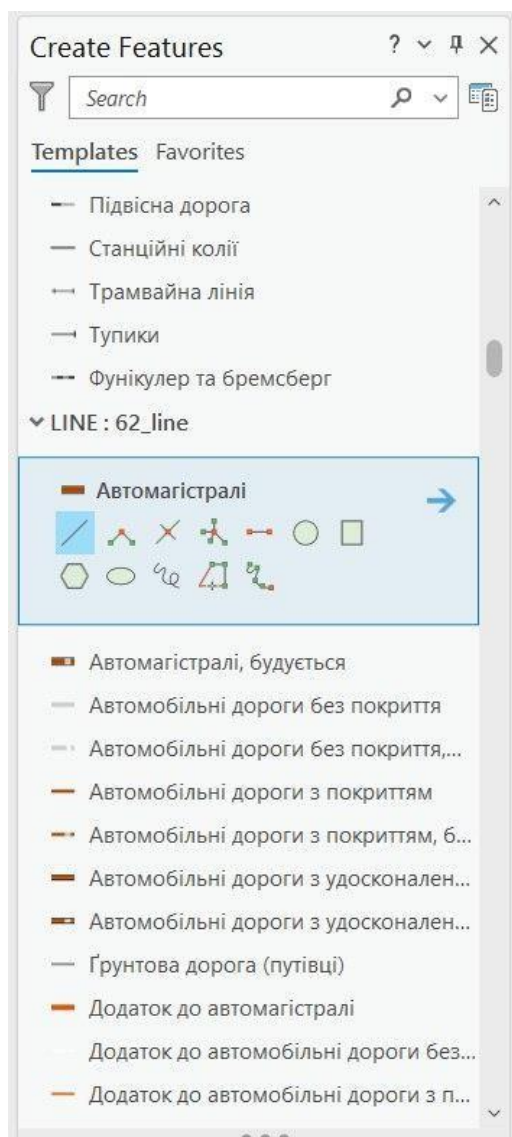 Create Features
?
Search
Templates Favorites
Підвісна дорога
Станційні колії
Трамвайна лінія
Тупики
Фунікулер та бремсберг
LINE : 62_line
Автомагістралі
Автомагістралі, будується
Автомобільні дороги без покриття
Автомобільні дороги без покриття,...
Автомобільні дороги з покриттям
Автомобільні дороги з покриттям, б...
Автомобільні дороги з удосконален...
Автомобільні дороги з удосконален...
Ґрунтова дорога (путівці)
Додаток до автомагістралі
Додаток до автомобільні дороги без...
Додаток до автомобільні дороги з п...